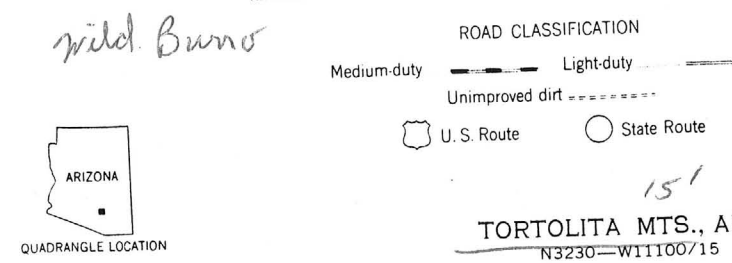 Wild Burro
ROAD CLASSIFICATION
Medium-duty Light-duty
Unimproved dirt
U. S. Route State Route
ARIZONA
QUADRANGLE LOCATION
15'
TORTOLITA MTS., A
N3230—W11100/15